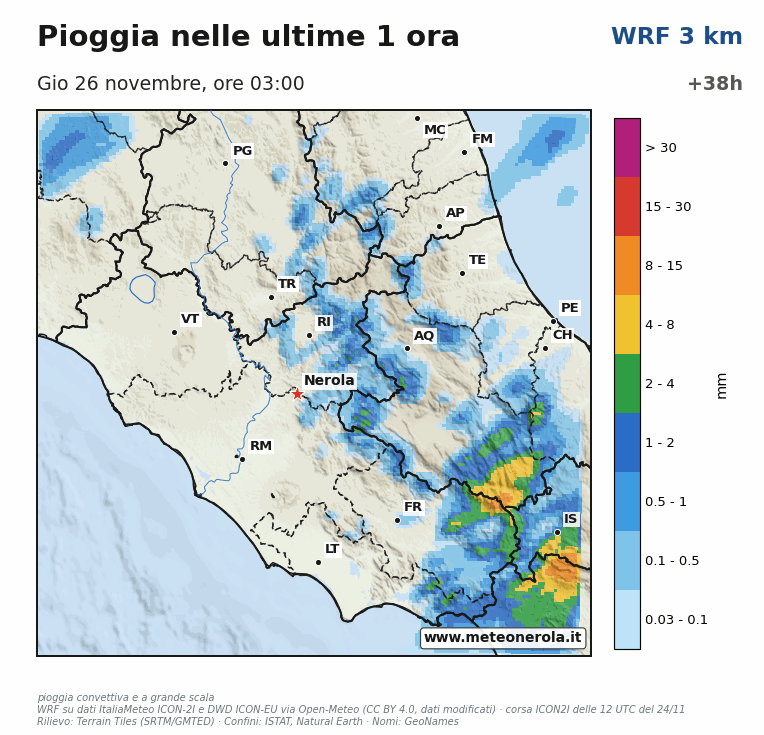 Pioggia nelle ultime 1 ora
WRF 3 km
Gio 26 novembre, ore 03:00
+38h
MC
FM
PG
AP
TE
TR
PE
VT
RI
AQ
CH
Nerola
RM
FR
IS
LT
www.meteonerola.it
> 30
15 - 30
8 - 15
4 - 8
2 - 4
1 - 2
0.5 - 1
0.1 - 0.5
0.03 - 0.1
mm
pioggia convettiva e a grande scala
WRF su dati ItaliaMeteo ICON-2I e DWD ICON-EU via Open-Meteo (CC BY 4.0, dati modificati) · corsa ICON2I delle 12 UTC del 24/11
Rilievo: Terrain Tiles (SRTM/GMTED) · Confini: ISTAT, Natural Earth · Nomi: GeoNames